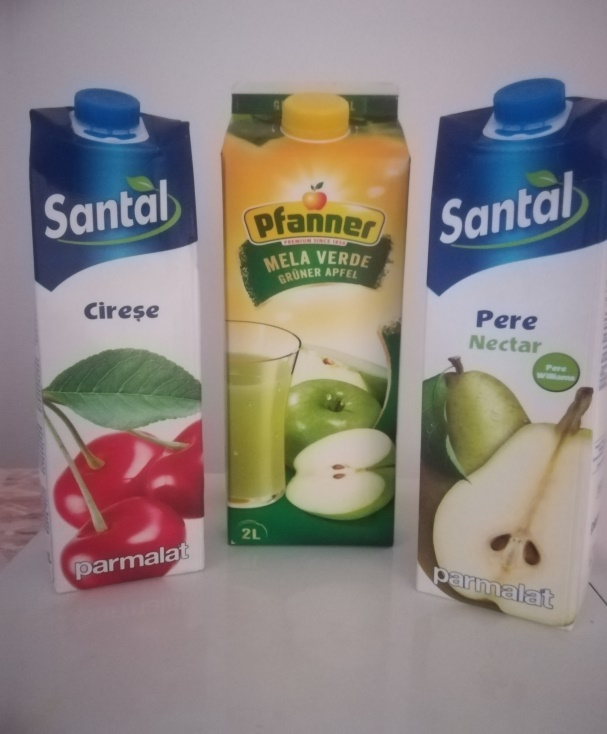 Santal
Cireșe
parmalat
Pfanner
PREMIUM SINCE 1856
MELA VERDE
GRÜNER APFEL
2L
Santal
Pere
Nectar
Pere
Williams
parmalat